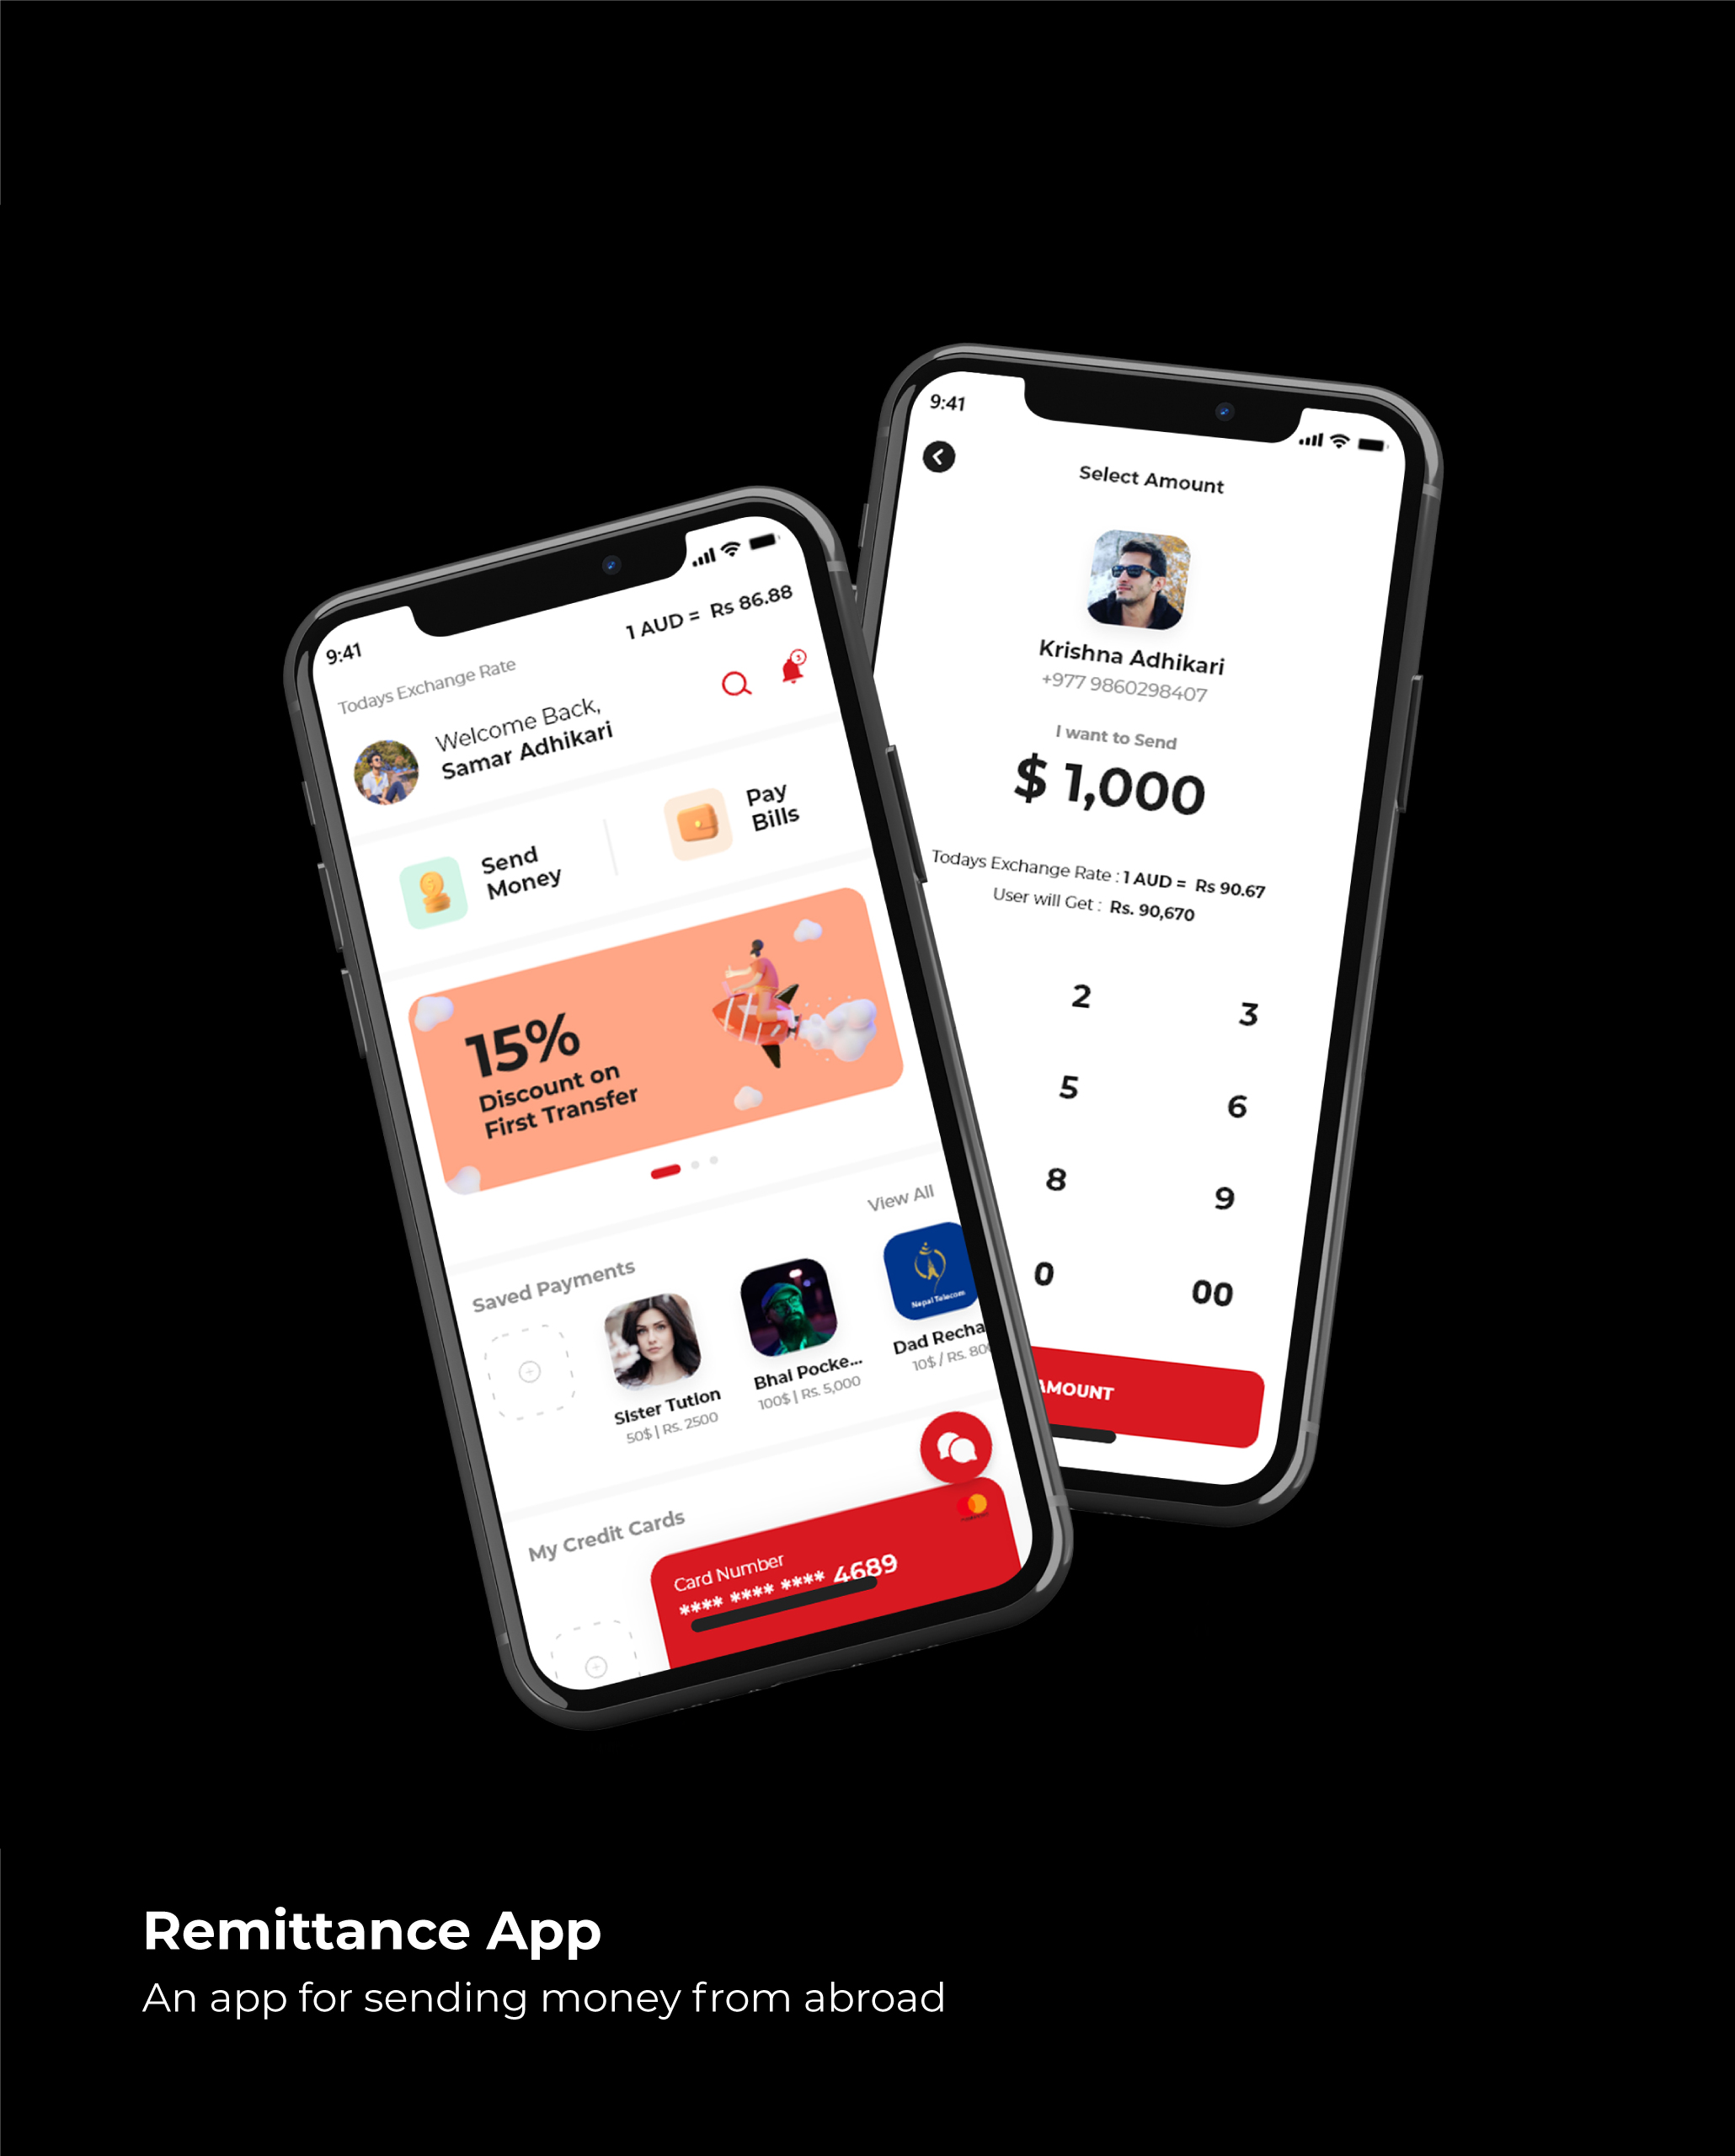 9:41
1 AUD = Rs 86.88
Todays Exchange Rate
Welcome Back,
Samar Adhikari
3
Send
Money
Pay
Bills
15%
Discount on
First Transfer
Saved Payments
View All
Sister Tution
50$ | Rs. 2500
Bhai Pocke...
100$ | Rs. 5,000
Nepal Telecom
Dad Recha
10$ / Rs. 80
My Credit Cards
Card Number
**** **** **** 4689
9:41
Select Amount
Krishna Adhikari
+977 9860298407
I want to Send
$ 1,000
Todays Exchange Rate : 1 AUD = Rs 90.67
User will Get : Rs. 90,670
2 3
5 6
8 9
0 00
AMOUNT
Remittance App
An app for sending money from abroad